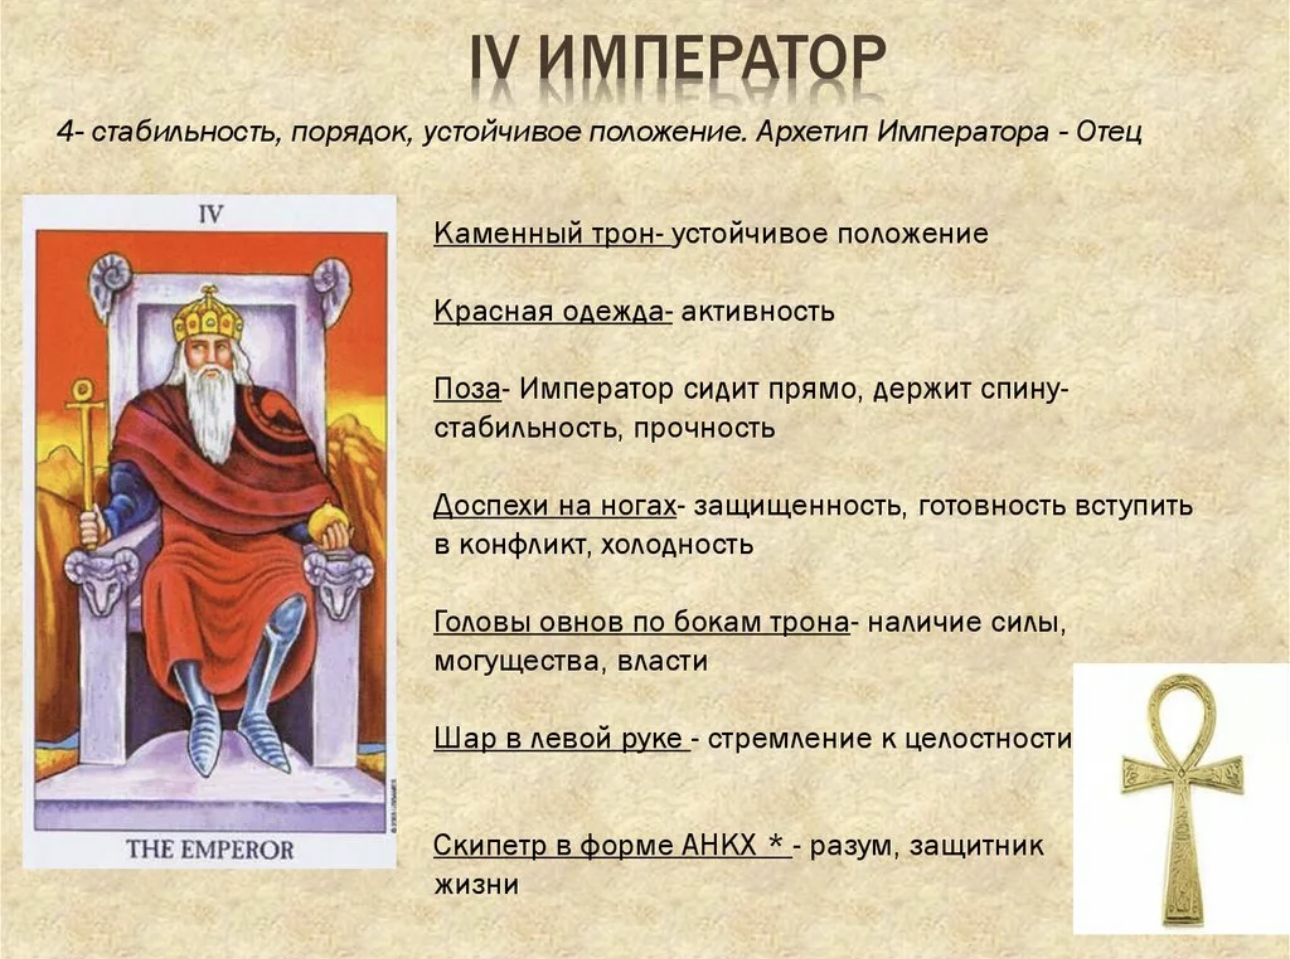 IV ИМПЕРАТОР
4- стабильность, порядок, устойчивое положение. Архетип Императора - Отец
IV
THE EMPEROR
Каменный трон- устойчивое положение
Красная одежда- активность
Поза- Император сидит прямо, держит спину-
стабильность, прочность
Доспехи на ногах- защищенность, готовность вступить
в конфликт, холодность
Головы овнов по бокам трона- наличие силы,
могущества, власти
Шар в левой руке - стремление к целостности
Скипетр в форме АНКХ * - разум, защитник
жизни